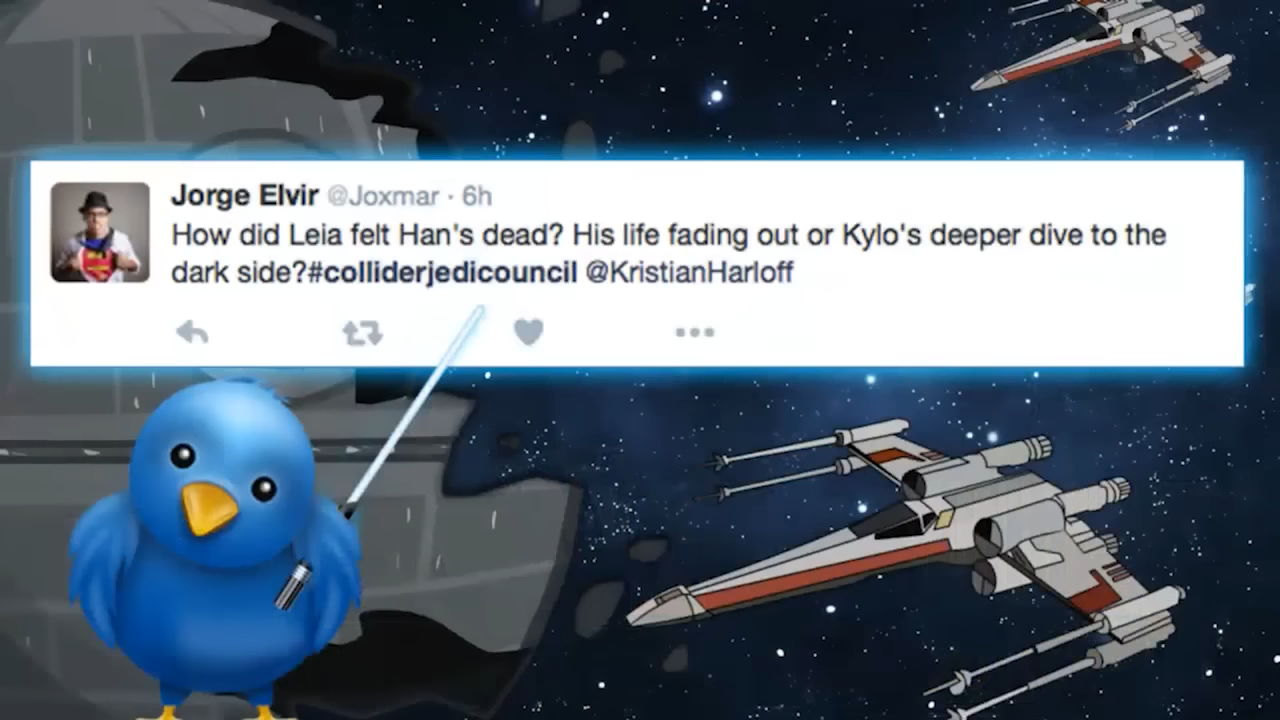 Jorge Elvir @Joxmar · 6h
How did Leia felt Han's dead? His life fading out or Kylo's deeper dive to the
dark side?#colliderjedicouncil @KristianHarloff